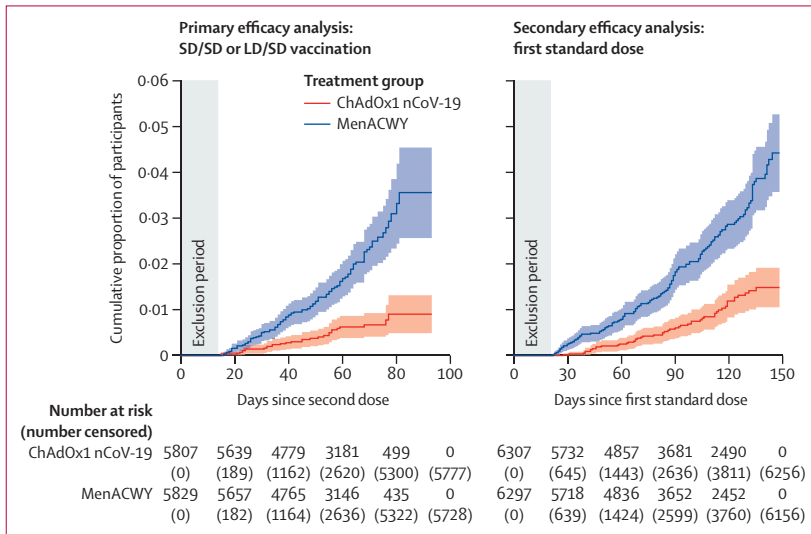 Primary efficacy analysis:
SD/SD or LD/SD vaccination
Secondary efficacy analysis:
first standard dose
Treatment group
ChAdOx1 nCoV-19
MenACWY
Cumulative proportion of participants
0·06
0·05
0·04
0·03
0·02
0·01
0
Exclusion period
Exclusion period
0 20 40 60 80 100
Days since second dose
0 30 60 90 120 150
Days since first standard dose
Number at risk
(number censored)
ChAdOx1 nCoV-19 5807 5639 4779 3181 499 0 6307 5732 4857 3681 2490 0
(0) (189) (1162) (2620) (5300) (5777) (0) (645) (1443) (2636) (3811) (6256)
MenACWY 5829 5657 4765 3146 435 0 6297 5718 4836 3652 2452 0
(0) (182) (1164) (2636) (5322) (5728) (0) (639) (1424) (2599) (3760) (6156)